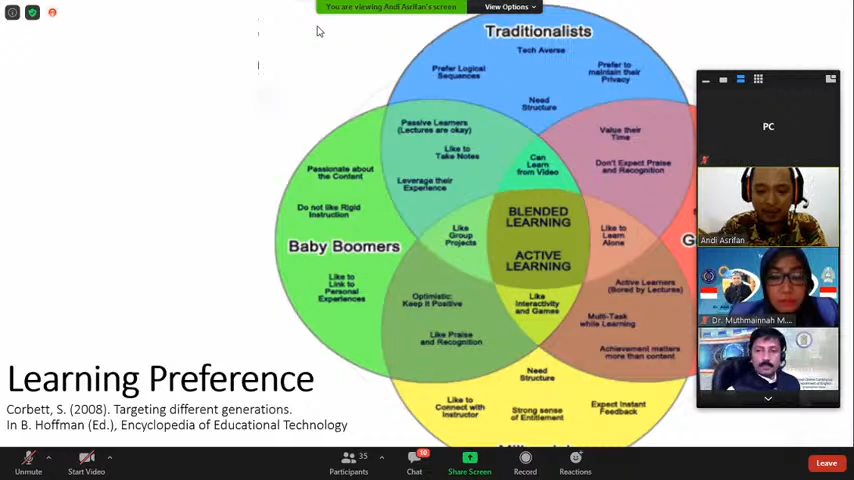 You are viewing Andi Asrifan's screen
View Options
Traditionalists
Tech Averse
Prefer Logical
Sequences
Prefer to
maintain their
Privacy
Need
Structure
Passive Learners
(Lectures are okay)
Like to
Take Notes
Leverage their
Experience
Can
Learn
from Video
Value their
Time
Don't Expect Praise
and Recognition
Passionate about
the Content
Do not like Rigid
Instruction
Baby Boomers
Like to
Link to
Personal
Experiences
Like
Group
Projects
BLENDED
LEARNING
ACTIVE
LEARNING
Like to
Learn
Alone
G
Optimistic:
Keep it Positive
Like Praise
and Recognition
Like
Interactivity
and Games
Active Learners
(Bored by Lectures)
Multi-Task
while Learning
Achievement matters
more than content
Need
Structure
Like to
Connect with
Instructor
Strong sense
of Entitlement
Expect Instant
Feedback
Learning Preference
Corbett, S. (2008). Targeting different generations.
In B. Hoffman (Ed.), Encyclopedia of Educational Technology
PC
Andi Asrifan
Dr. Muthmainnah M....
Unmute
Start Video
Participants
35
Chat
10
Share Screen
Record
Reactions
Leave